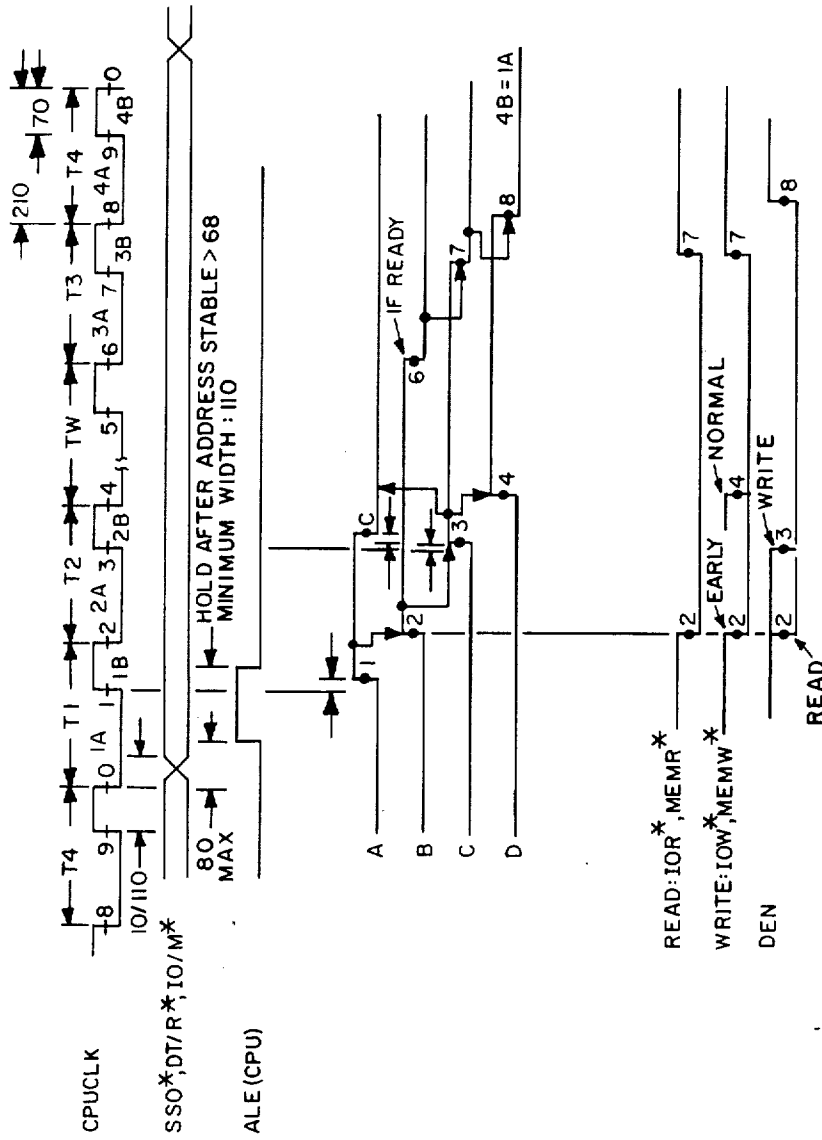 210
70
T4 T1 T2 TW T3 T4
CPUCLK
8 9 0 1A 1 1B 2 2A 3 2B 4 5 6 3A 7 3B 8 4A 9 4B 0
10/110
SSO*,DT/R*,IO/M*
80
MAX
HOLD AFTER ADDRESS STABLE > 68
MINIMUM WIDTH : 110
ALE (CPU)
A
1
C
B
2
6
IF READY
C
3
7
D
4
8
4B=1A
READ:IOR*,MEMR*
2
7
WRITE:IOW*,MEMW*
2
EARLY
4
NORMAL
7
DEN
2
3
WRITE
8
READ